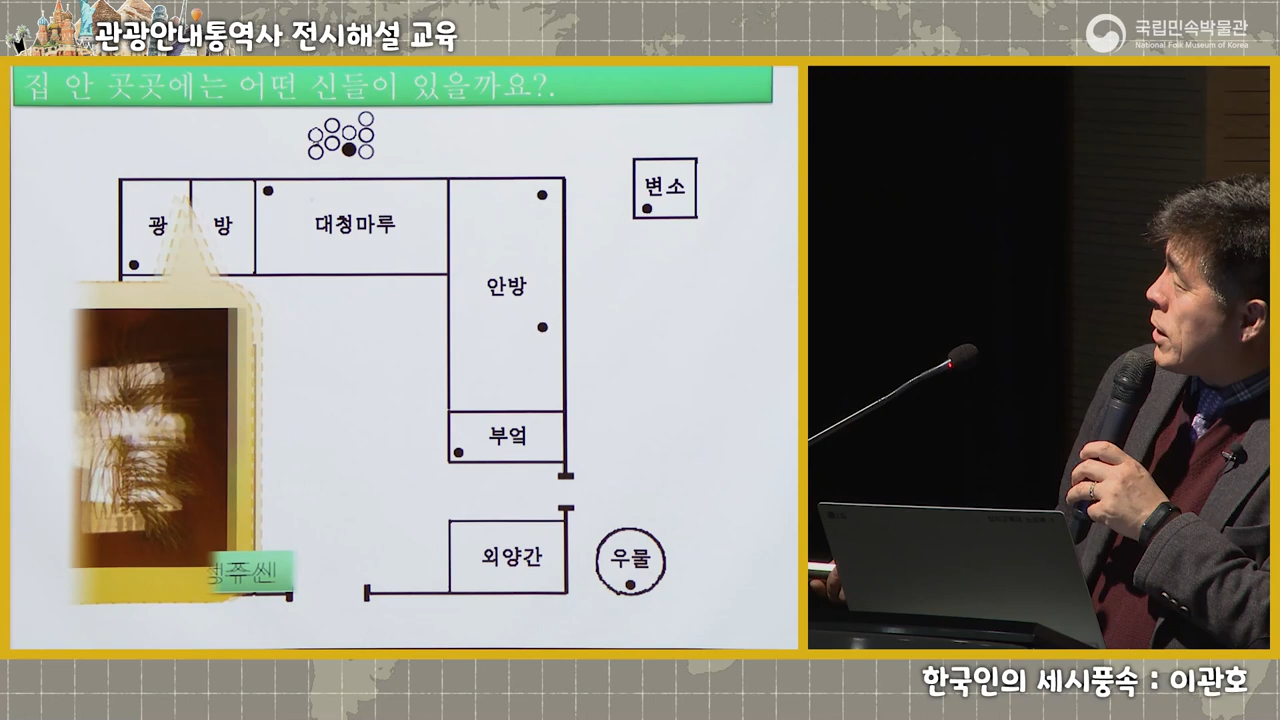 관광안내통역사 전시해설 교육
국립민속박물관
National Folk Museum of Korea
집 안 곳곳에는 어떤 신들이 있을까요?.
변소
광
방
대청마루
안방
부엌
외양간
우물
한국인의 세시풍속 : 이관호